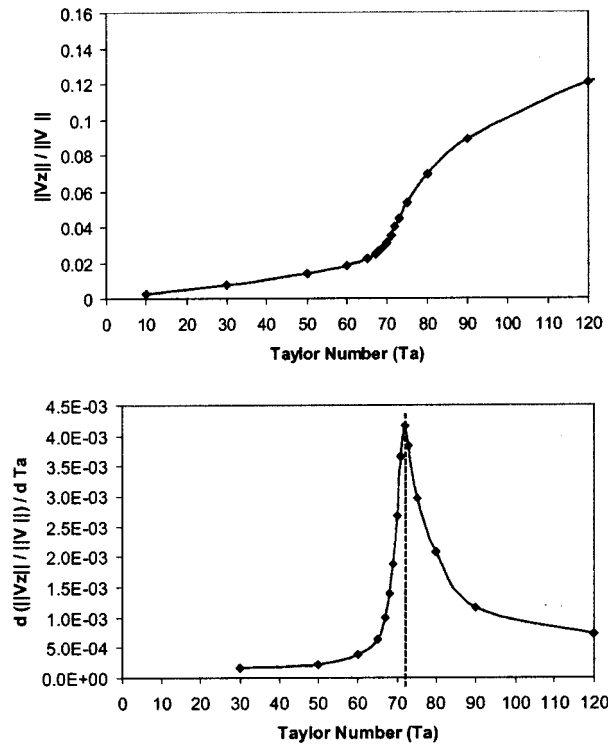 0.16
0.14
0.12
0.1
0.08
0.06
0.04
0.02
0
||Vz|| / ||V ||
0 10 20 30 40 50 60 70 80 90 100 110 120
Taylor Number (Ta)
4.5E-03
4.0E-03
3.5E-03
3.0E-03
2.5E-03
2.0E-03
1.5E-03
1.0E-03
5.0E-04
0.0E+00
d (||Vz|| / ||V ||) / d Ta
0 10 20 30 40 50 60 70 80 90 100 110 120
Taylor Number (Ta)